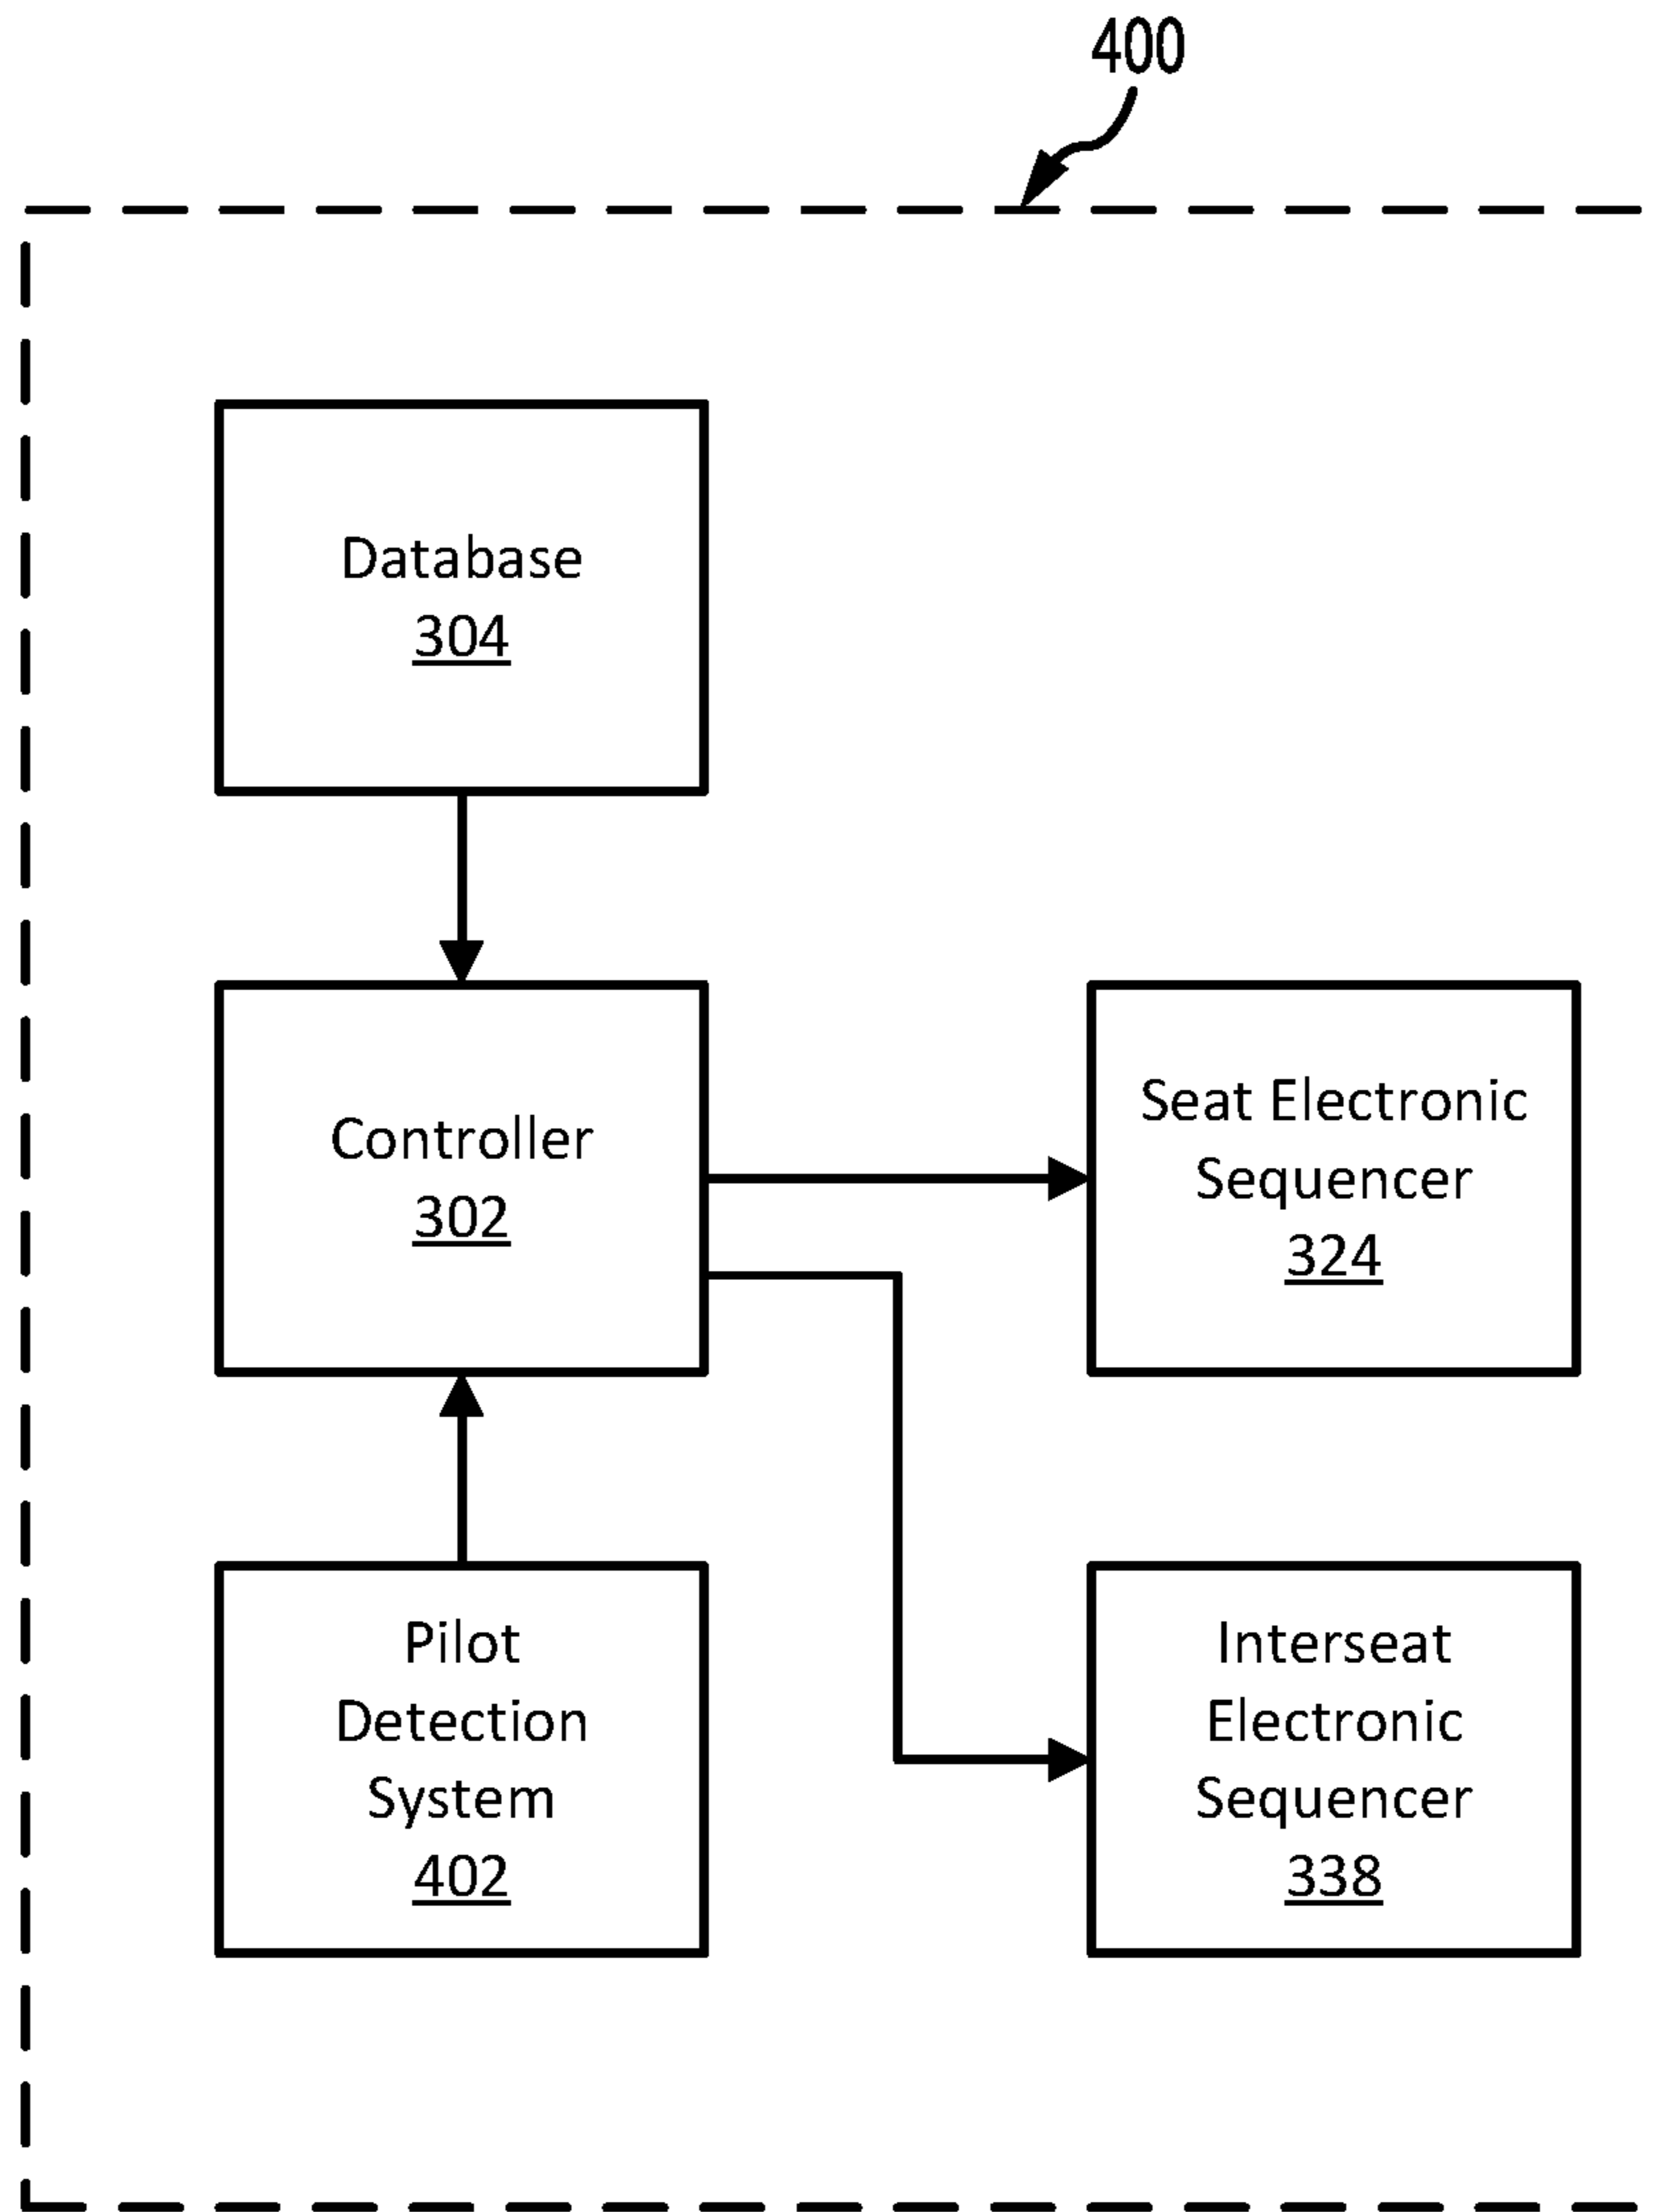 400
Database
304
Controller
302
Seat Electronic
Sequencer
324
Pilot
Detection
System
402
Interseat
Electronic
Sequencer
338